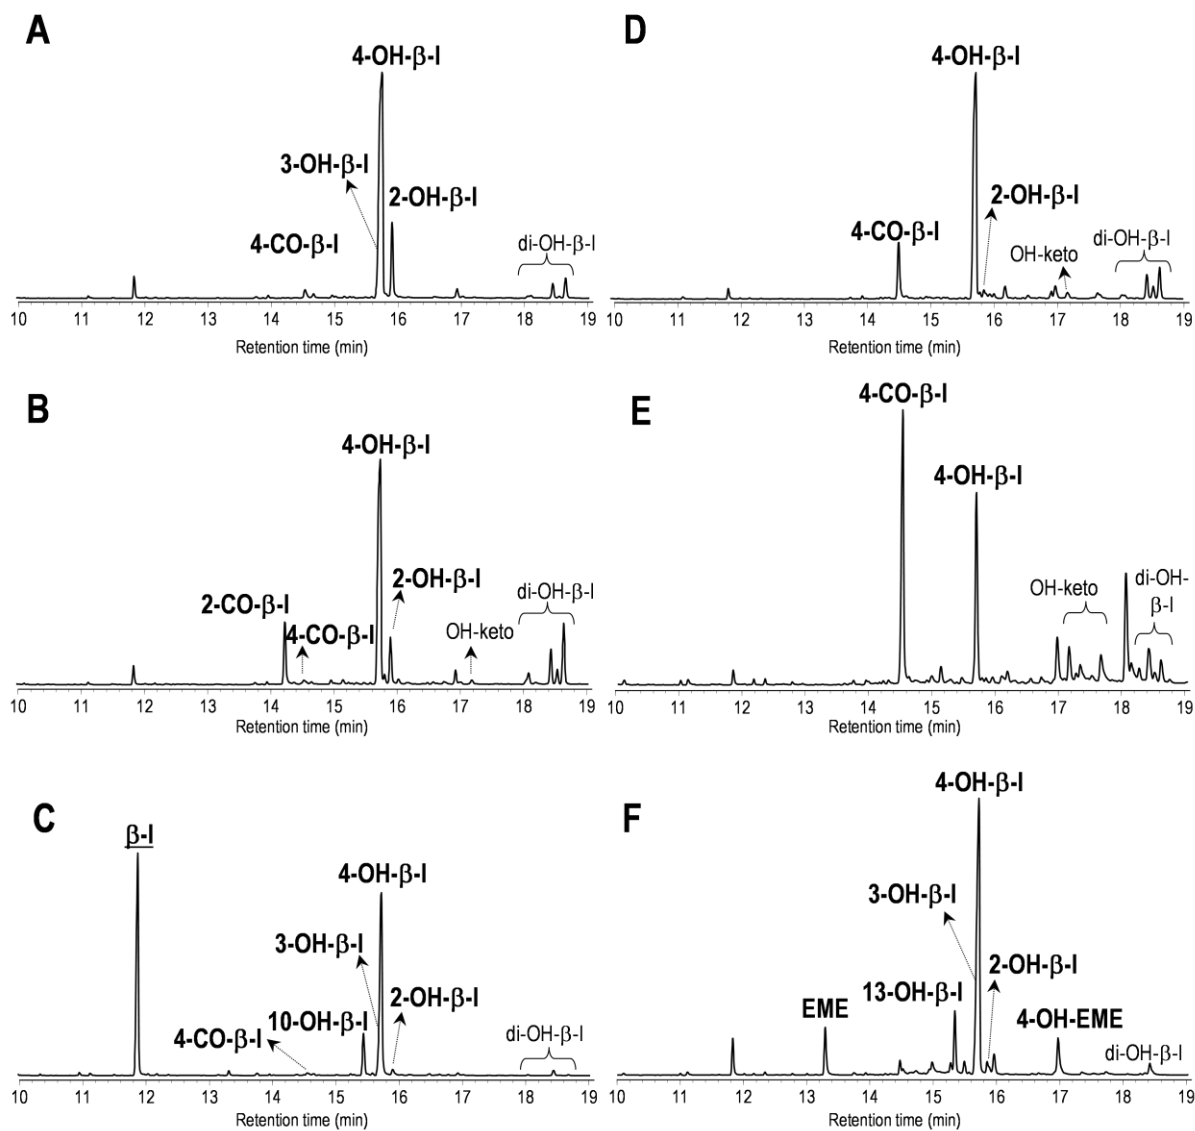 A
4-OH-β-I
3-OH-β-I
2-OH-β-I
4-CO-β-I
di-OH-β-I
10 11 12 13 14 15 16 17 18 19
Retention time (min)
B
4-OH-β-I
2-CO-β-I
2-OH-β-I
4-CO-β-I
OH-keto
di-OH-β-I
10 11 12 13 14 15 16 17 18 19
Retention time (min)
C
β-I
4-OH-β-I
3-OH-β-I
2-OH-β-I
10-OH-β-I
4-CO-β-I
di-OH-β-I
10 11 12 13 14 15 16 17 18 19
Retention time (min)
D
4-OH-β-I
2-OH-β-I
4-CO-β-I
OH-keto
di-OH-β-I
10 11 12 13 14 15 16 17 18 19
Retention time (min)
E
4-CO-β-I
4-OH-β-I
OH-keto
di-OH-
β-I
10 11 12 13 14 15 16 17 18 19
Retention time (min)
F
4-OH-β-I
3-OH-β-I
2-OH-β-I
13-OH-β-I
EME
4-OH-EME
di-OH-β-I
10 11 12 13 14 15 16 17 18 19
Retention time (min)